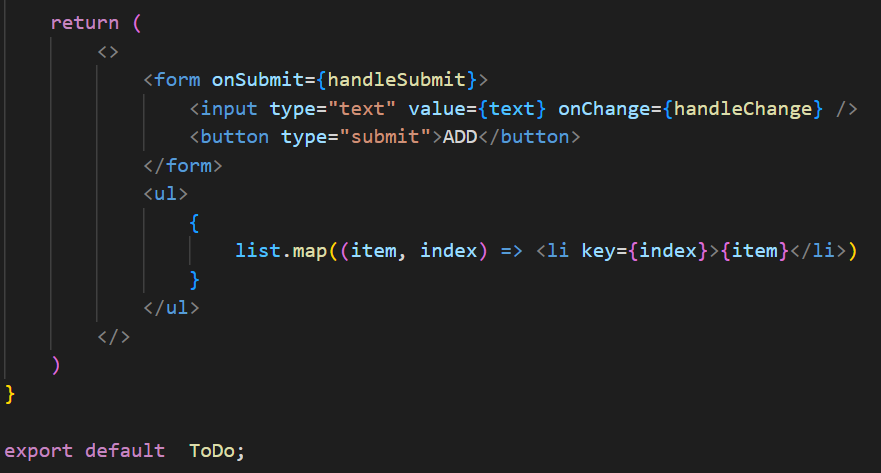 return (
<>
<form onSubmit={handleSubmit}>
<input type="text" value={text} onChange={handleChange} />
<button type="submit">ADD</button>
</form>
<ul>
{
list.map((item, index) => <li key={index}>{item}</li>)
}
</ul>
</>
)
}
export default  ToDo;